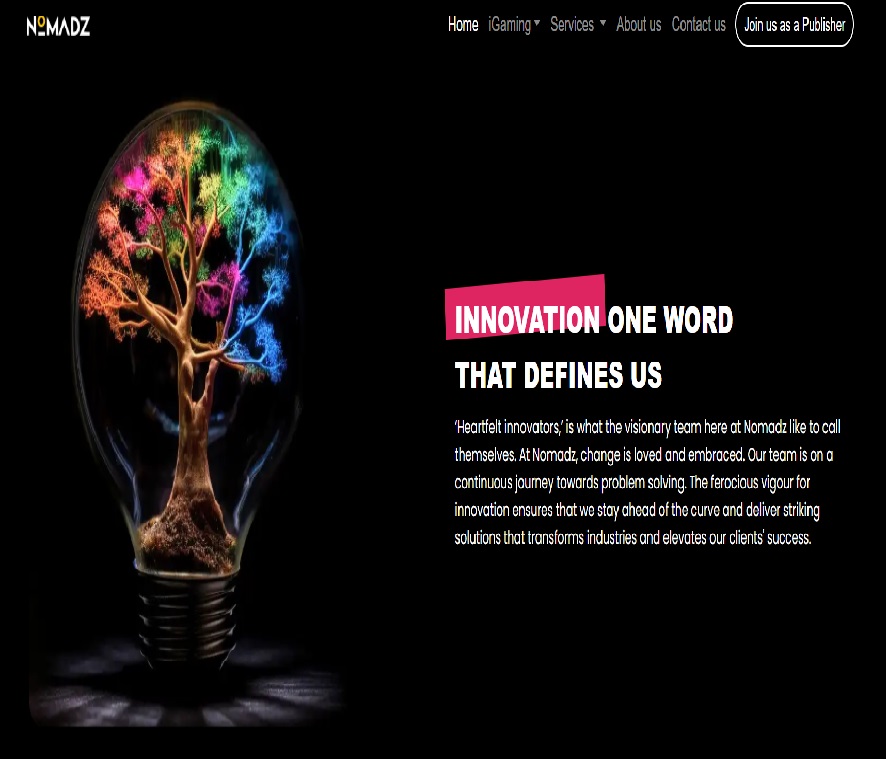 NOMADZ
Home iGaming Services About us Contact us Join us as a Publisher
INNOVATION ONE WORD
THAT DEFINES US
'Heartfelt innovators,' is what the visionary team here at Nomadz like to call
themselves. At Nomadz, change is loved and embraced. Our team is on a
continuous journey towards problem solving. The ferocious vigour for
innovation ensures that we stay ahead of the curve and deliver striking
solutions that transforms industries and elevates our clients' success.